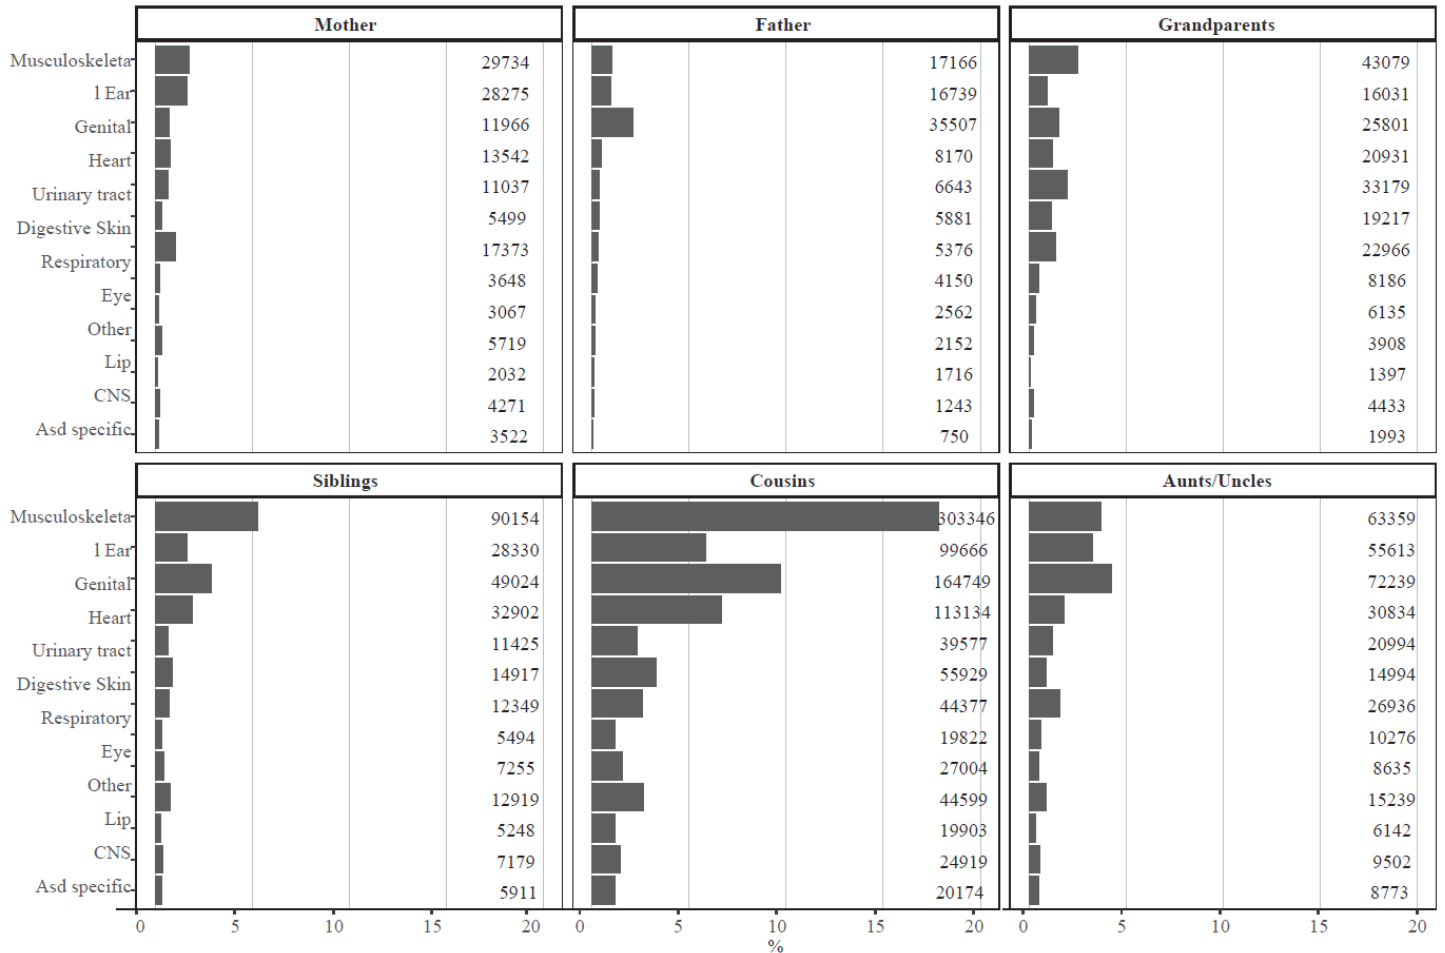 Mother Father Grandparents
Musculoskeleta 29734 17166 43079
l Ear 28275 16739 16031
Genital 11966 35507 25801
Heart 13542 8170 20931
Urinary tract 11037 6643 33179
Digestive Skin 5499 5881 19217
Respiratory 17373 5376 22966
Eye 3648 4150 8186
Other 3067 2562 6135
Lip 5719 2152 3908
CNS 2032 1716 1397
Asd specific 4271 1243 4433
3522 750 1993
Siblings Cousins Aunts/Uncles
Musculoskeleta 90154 303346 63359
l Ear 28330 99666 55613
Genital 49024 164749 72239
Heart 32902 113134 30834
Urinary tract 11425 39577 20994
Digestive Skin 14917 55929 14994
Respiratory 12349 44377 26936
Eye 5494 19822 10276
Other 7255 27004 8635
Lip 12919 44599 15239
CNS 5248 19903 6142
Asd specific 7179 24919 9502
5911 20174 8773
0 5 10 15 20 0 5 10 15 20 0 5 10 15 20
%